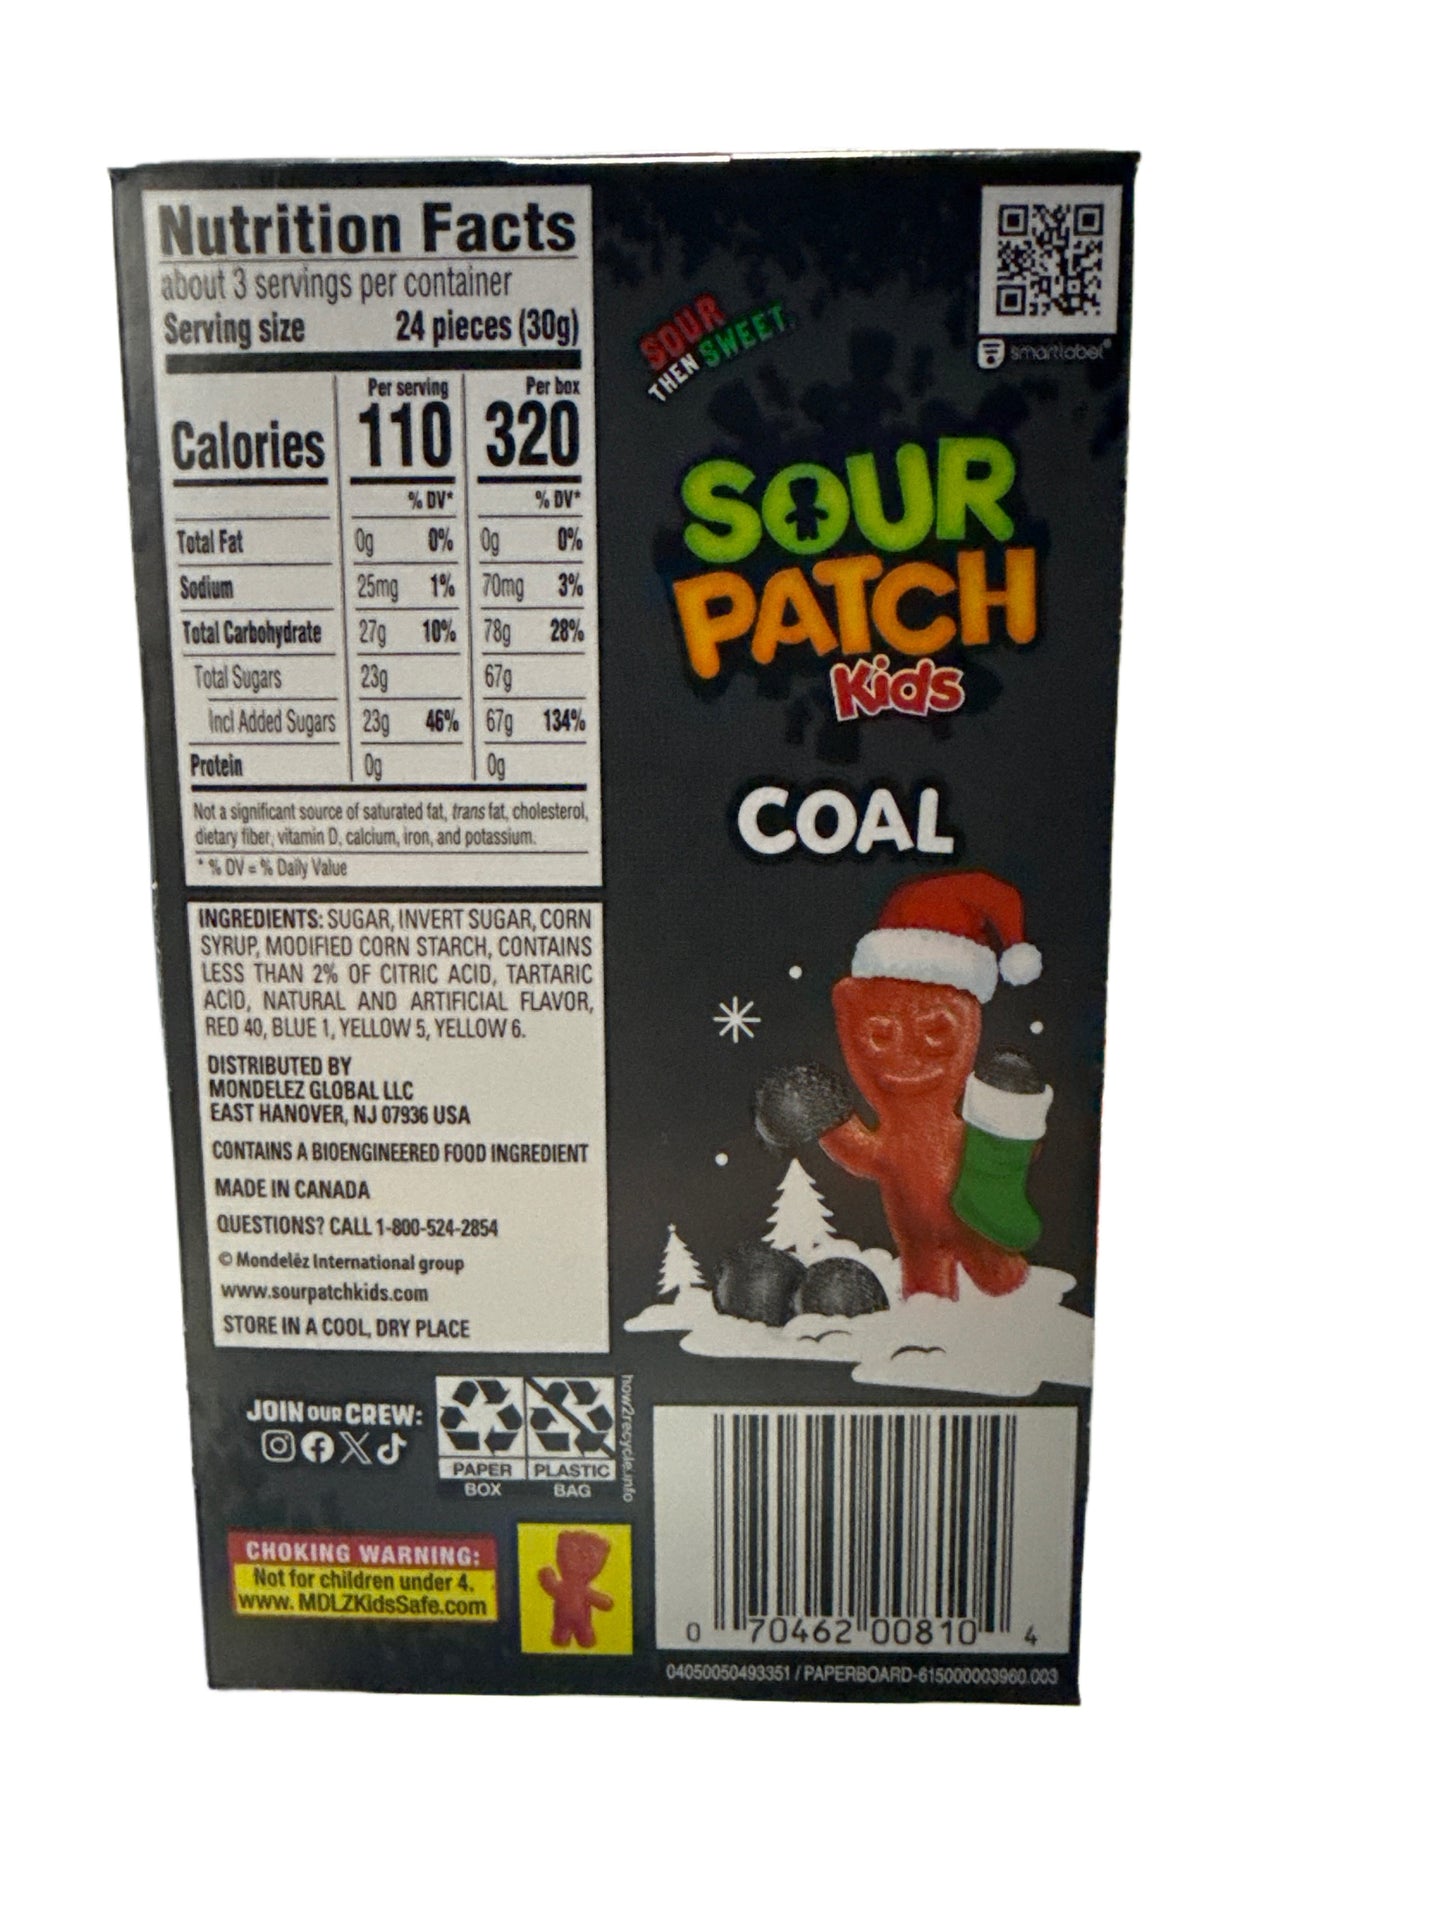 Nutrition Facts
about 3 servings per container
Serving size 24 pieces (30g)
Per serving Per box
Calories 110 320
% DV* % DV*
Total Fat 0g 0% 0g 0%
Sodium 25mg 1% 70mg 3%
Total Carbohydrate 27g 10% 78g 28%
Total Sugars 23g 67g
Incl Added Sugars 23g 46% 67g 134%
Protein 0g 0g
Not a significant source of saturated fat, trans fat, cholesterol,
dietary fiber, vitamin D, calcium, iron, and potassium.
* % DV = % Daily Value
INGREDIENTS: SUGAR, INVERT SUGAR, CORN
SYRUP, MODIFIED CORN STARCH, CONTAINS
LESS THAN 2% OF CITRIC ACID, TARTARIC
ACID, NATURAL AND ARTIFICIAL FLAVOR,
RED 40, BLUE 1, YELLOW 5, YELLOW 6.
DISTRIBUTED BY
MONDELEZ GLOBAL LLC
EAST HANOVER, NJ 07936 USA
CONTAINS A BIOENGINEERED FOOD INGREDIENT
MADE IN CANADA
QUESTIONS? CALL 1-800-524-2854
© Mondelēz International group
www.sourpatchkids.com
STORE IN A COOL, DRY PLACE
JOIN OUR CREW:
PAPER PLASTIC
BOX BAG
how2recycle.info
CHOKING WARNING:
Not for children under 4.
www.MDLZKidsSafe.com
smartlabel®
SOUR
THEN SWEET.
SOUR
PATCH
Kids
COAL
0 70462 00810 4
04050050493351 / PAPERBOARD-615000003960.003